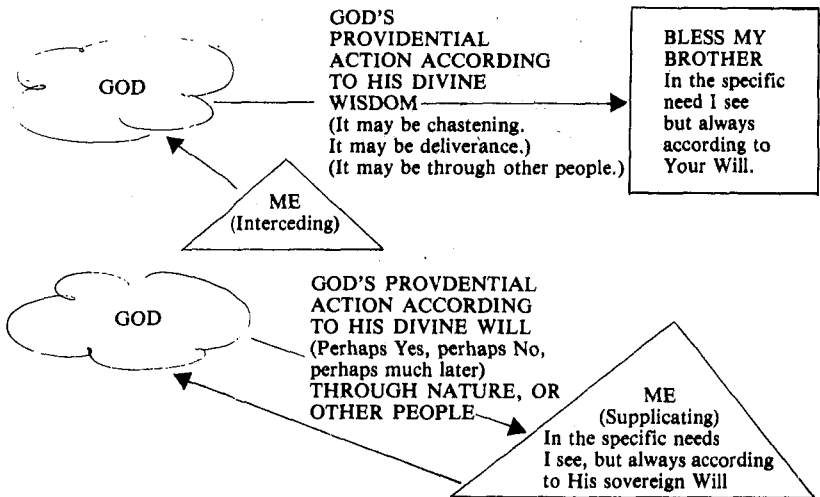 GOD
GOD'S
PROVIDENTIAL
ACTION ACCORDING
TO HIS DIVINE
WISDOM
(It may be chastening.
It may be deliverance.)
(It may be through other people.)
BLESS MY
BROTHER
In the specific
need I see
but always
according to
Your Will.
ME
(Interceding)
GOD
GOD'S PROVDENTIAL
ACTION ACCORDING
TO HIS DIVINE WILL
(Perhaps Yes, perhaps No,
perhaps much later)
THROUGH NATURE, OR
OTHER PEOPLE
ME
(Supplicating)
In the specific needs
I see, but always according
to His sovereign Will